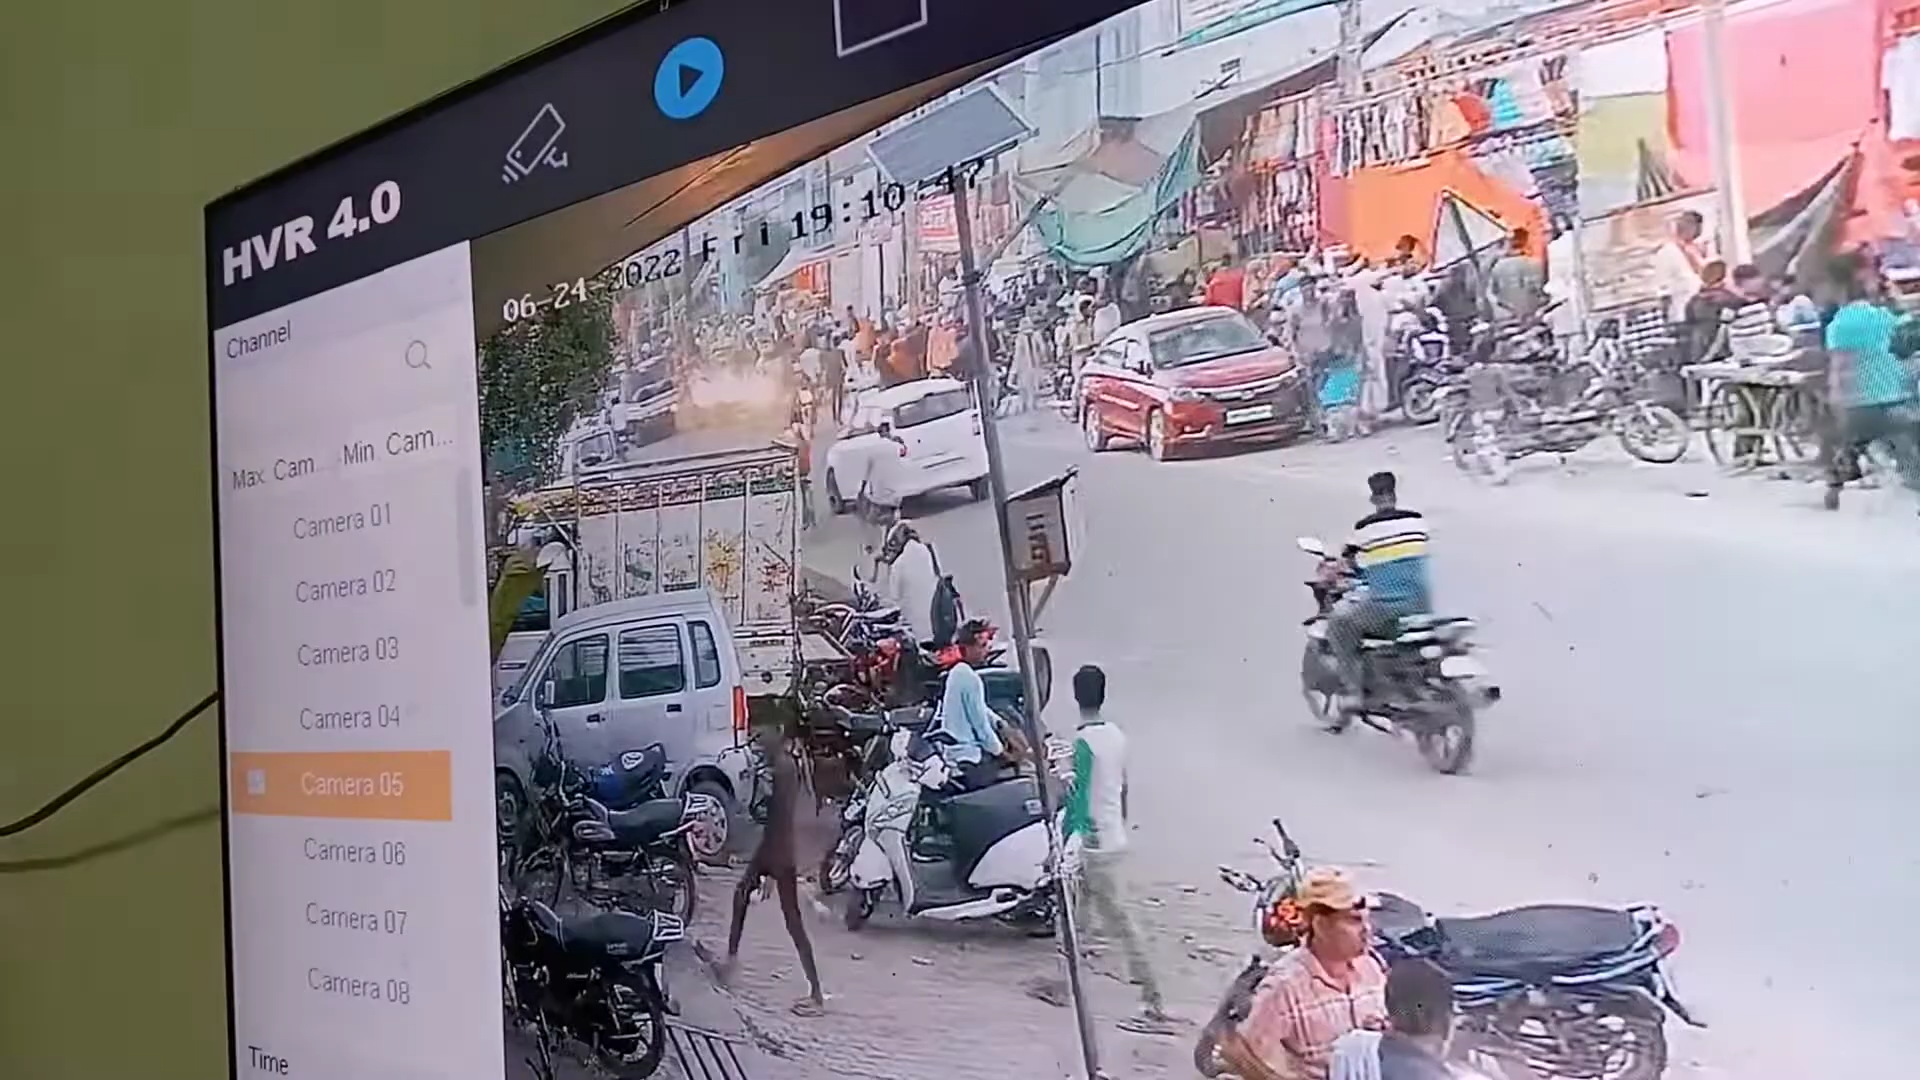 HVR 4.0
06-24-2022 Fri 19:10:47
Channel
Max Cam... Min Cam...
Camera 01
Camera 02
Camera 03
Camera 04
Camera 05
Camera 06
Camera 07
Camera 08
Time